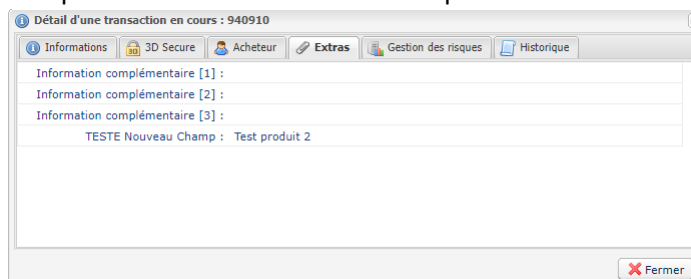 Détail d'une transaction en cours : 940910
Informations 3D Secure Acheteur Extras Gestion des risques Historique
Information complémentaire [1] :
Information complémentaire [2] :
Information complémentaire [3] :
TESTE Nouveau Champ : Test produit 2
Fermer